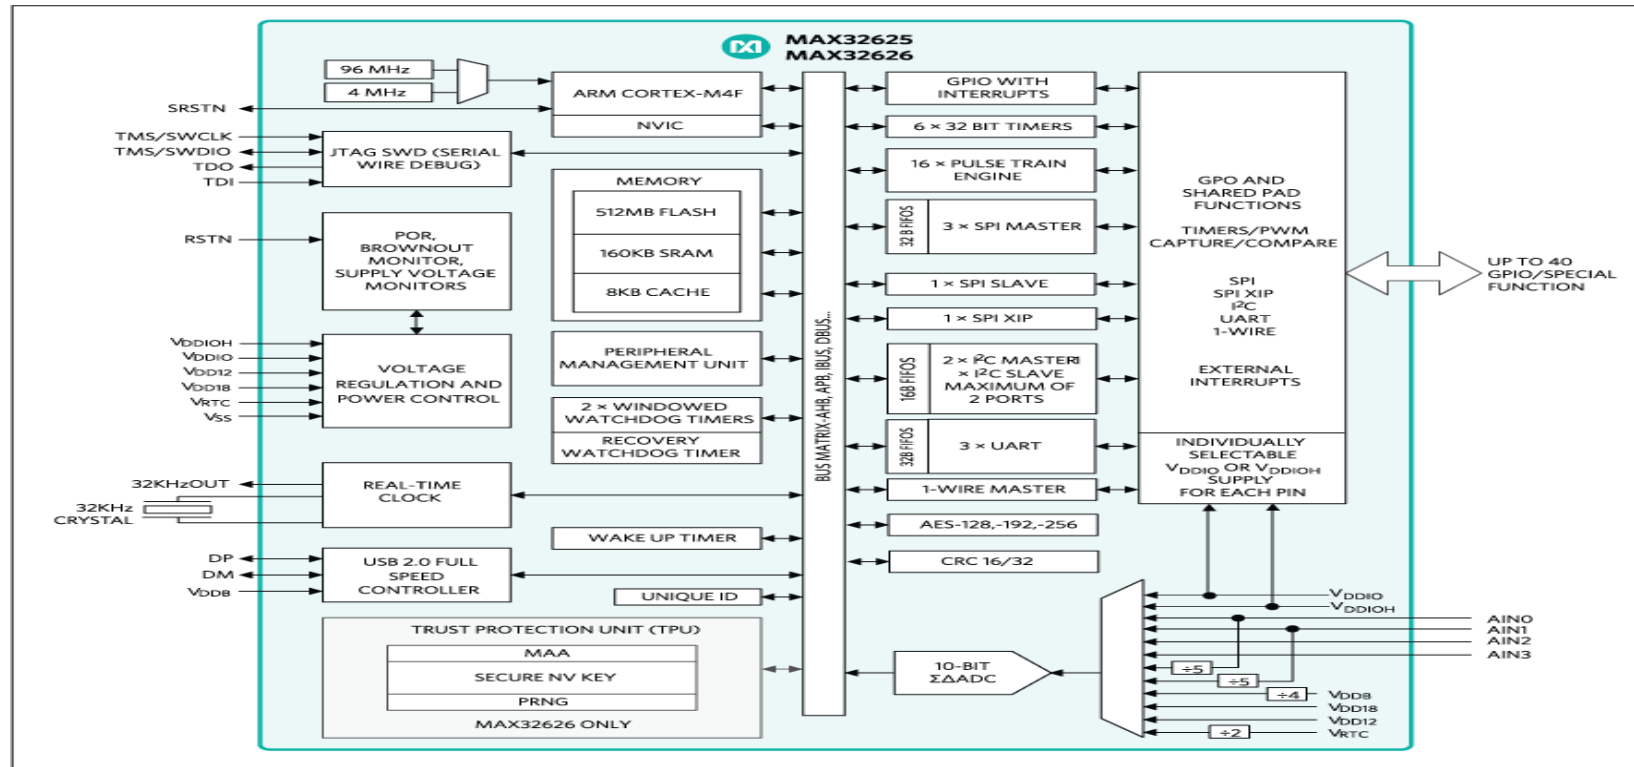 MAX32625
MAX32626
96 MHz
4 MHz
SRSTN
TMS/SWCLK
TMS/SWDIO
TDO
TDI
RSTN
VDDIOH
VDDIO
VDD12
VDD18
VRTC
VSS
32KHzOUT
32KHz
CRYSTAL
DP
DM
VDDB
JTAG SWD (SERIAL
WIRE DEBUG)
POR,
BROWNOUT
MONITOR,
SUPPLY VOLTAGE
MONITORS
VOLTAGE
REGULATION AND
POWER CONTROL
REAL-TIME
CLOCK
USB 2.0 FULL
SPEED
CONTROLLER
TRUST PROTECTION UNIT (TPU)
MAA
SECURE NV KEY
PRNG
MAX32626 ONLY
ARM CORTEX-M4F
NVIC
MEMORY
512MB FLASH
160KB SRAM
8KB CACHE
PERIPHERAL
MANAGEMENT UNIT
2 × WINDOWED
WATCHDOG TIMERS
RECOVERY
WATCHDOG TIMER
WAKE UP TIMER
UNIQUE ID
BUS MATRIX-AHB, APB, IBUS, DBUS...
GPIO WITH
INTERRUPTS
6 × 32 BIT TIMERS
16 × PULSE TRAIN
ENGINE
32 B FIFOS
3 × SPI MASTER
1 × SPI SLAVE
1 × SPI XIP
16B FIFOS
2 × I²C MASTER1
× I²C SLAVE
MAXIMUM OF
2 PORTS
32B FIFOS
3 × UART
1-WIRE MASTER
AES-128,-192,-256
CRC 16/32
10-BIT
ΣΔADC
GPO AND
SHARED PAD
FUNCTIONS
TIMERS/PWM
CAPTURE/COMPARE
SPI
SPI XIP
I²C
UART
1-WIRE
EXTERNAL
INTERRUPTS
INDIVIDUALLY
SELECTABLE
VDDIO OR VDDIOH
SUPPLY
FOR EACH PIN
UP TO 40
GPIO/SPECIAL
FUNCTION
VDDIO
VDDIOH
AIN0
AIN1
AIN2
AIN3
÷5
÷5
÷4
VDDB
VDD18
VDD12
÷2
VRTC